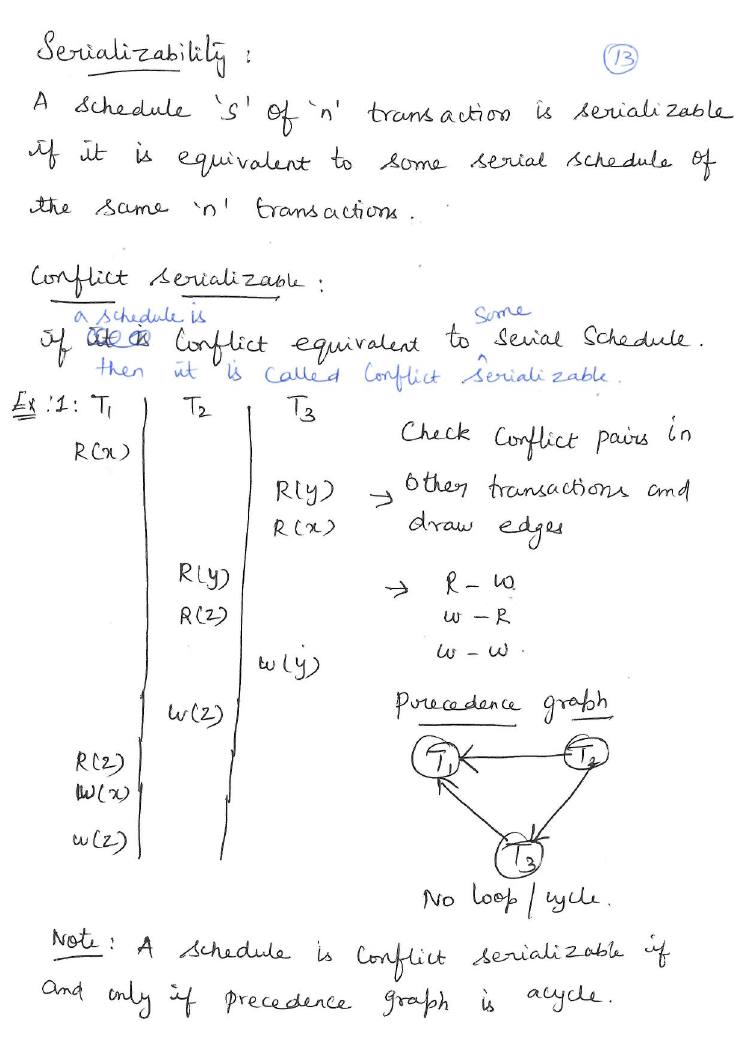 Serializability :
13
A schedule 's' of 'n' transaction is serializable
if it is equivalent to some serial schedule of
the same 'n' transactions.
Conflict serializable :
a schedule is some
if Conflict equivalent to Serial Schedule.
then it is called Conflict Serializable.
Ex :1: T1 T2 T3
Check Conflict pairs in
R(x)
R(y) → Other transactions and
R(x) draw edges
R(y) → R – W
R(z) W – R
W(y) W – W.
W(z) Precedence graph
T1 T2
R(z)
W(x)
W(z) T3
No loop / cycle.
Note : A schedule is Conflict serializable if
and only if precedence graph is acycle.